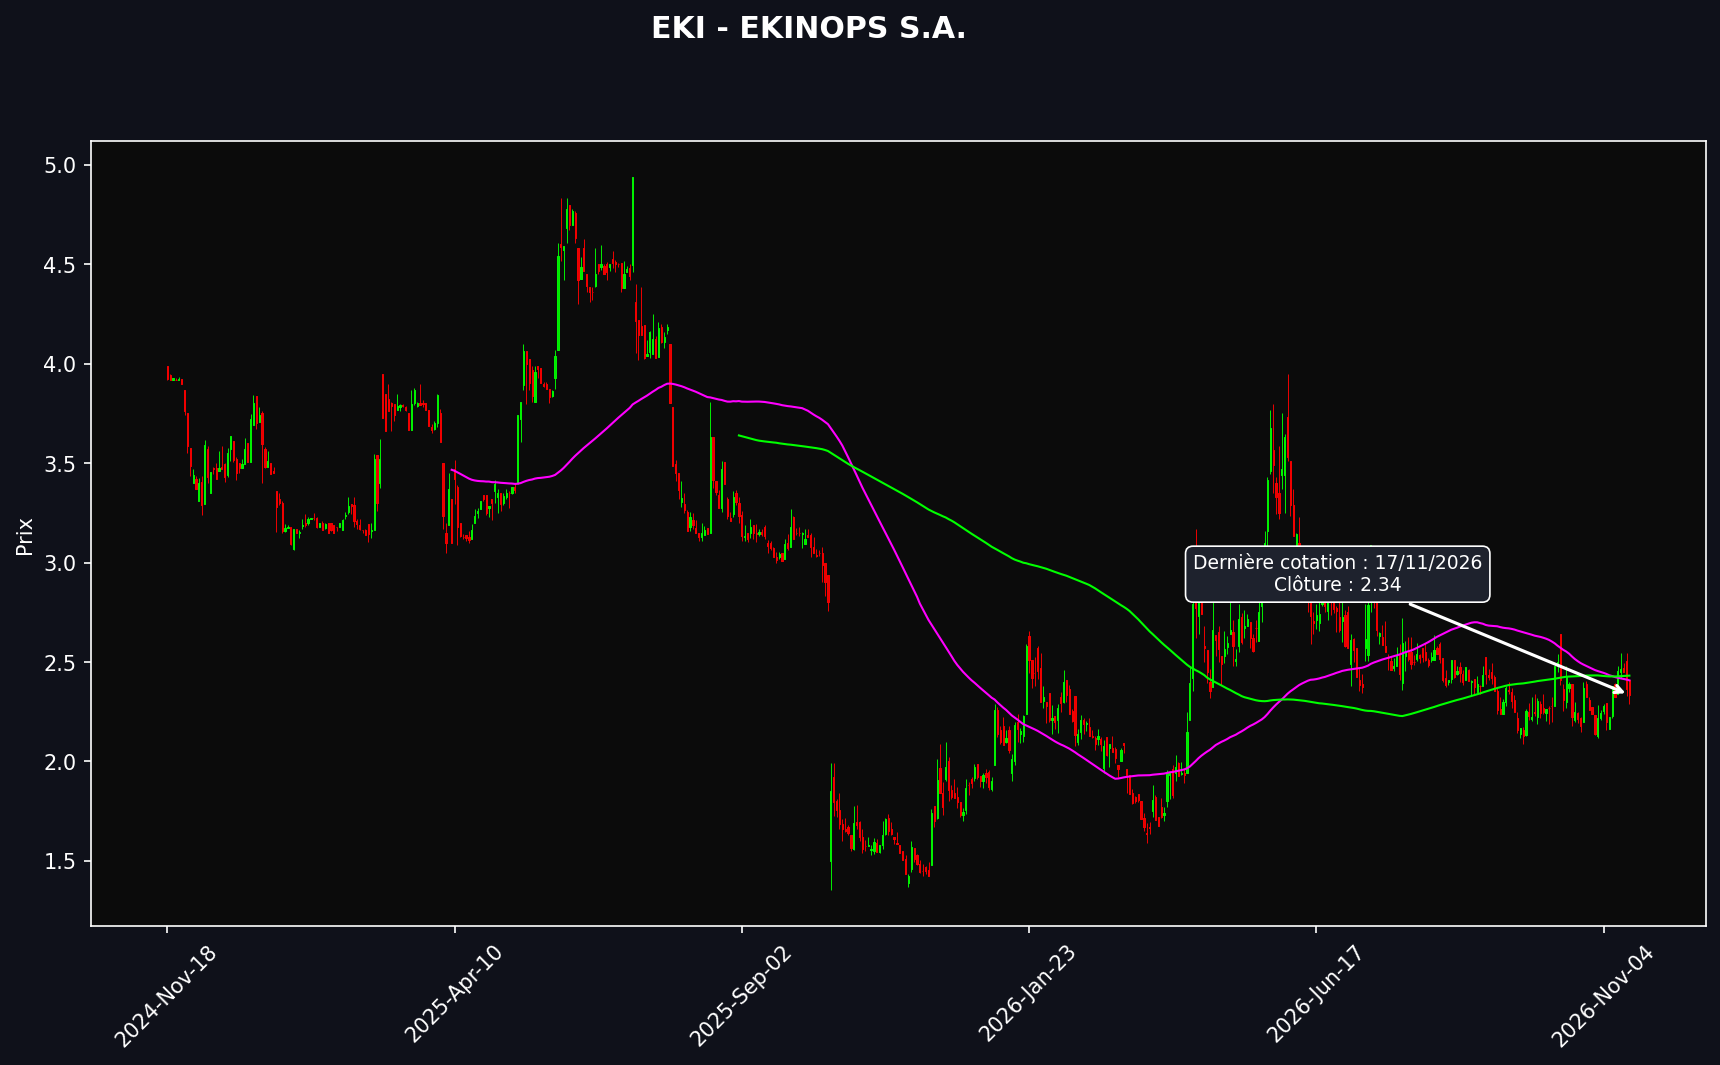 EKI - EKINOPS S.A.
5.0
4.5
4.0
3.5
3.0
2.5
2.0
1.5
Prix
Dernière cotation : 17/11/2026
Clôture : 2.34
2024-Nov-18
2025-Apr-10
2025-Sep-02
2026-Jan-23
2026-Jun-17
2026-Nov-04